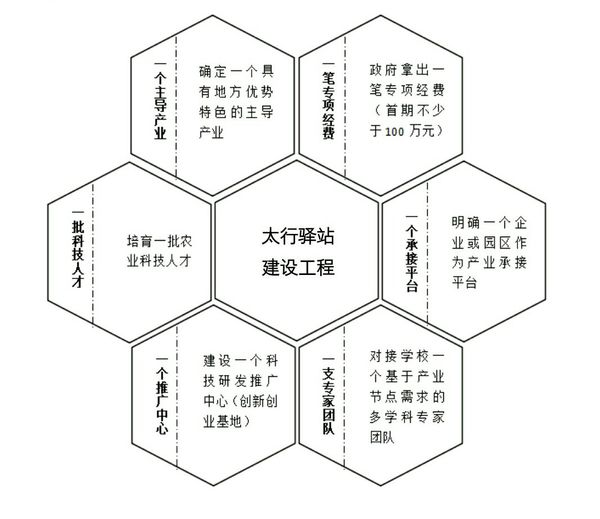 一个主导产业
确定一个具
有地方优势
特色的主导
产业
一笔专项经费
政府拿出一
笔专项经费
（首期不少
于100万元）
一批科技人才
培育一批农
业科技人才
太行驿站
建设工程
一个承接平台
明确一个企
业或园区作
为产业承接
平台
一个推广中心
建设一个科
技研发推广
中心（创新创
业基地）
一支专家团队
对接学校一
个基于产业
节点需求的
多学科专家
团队